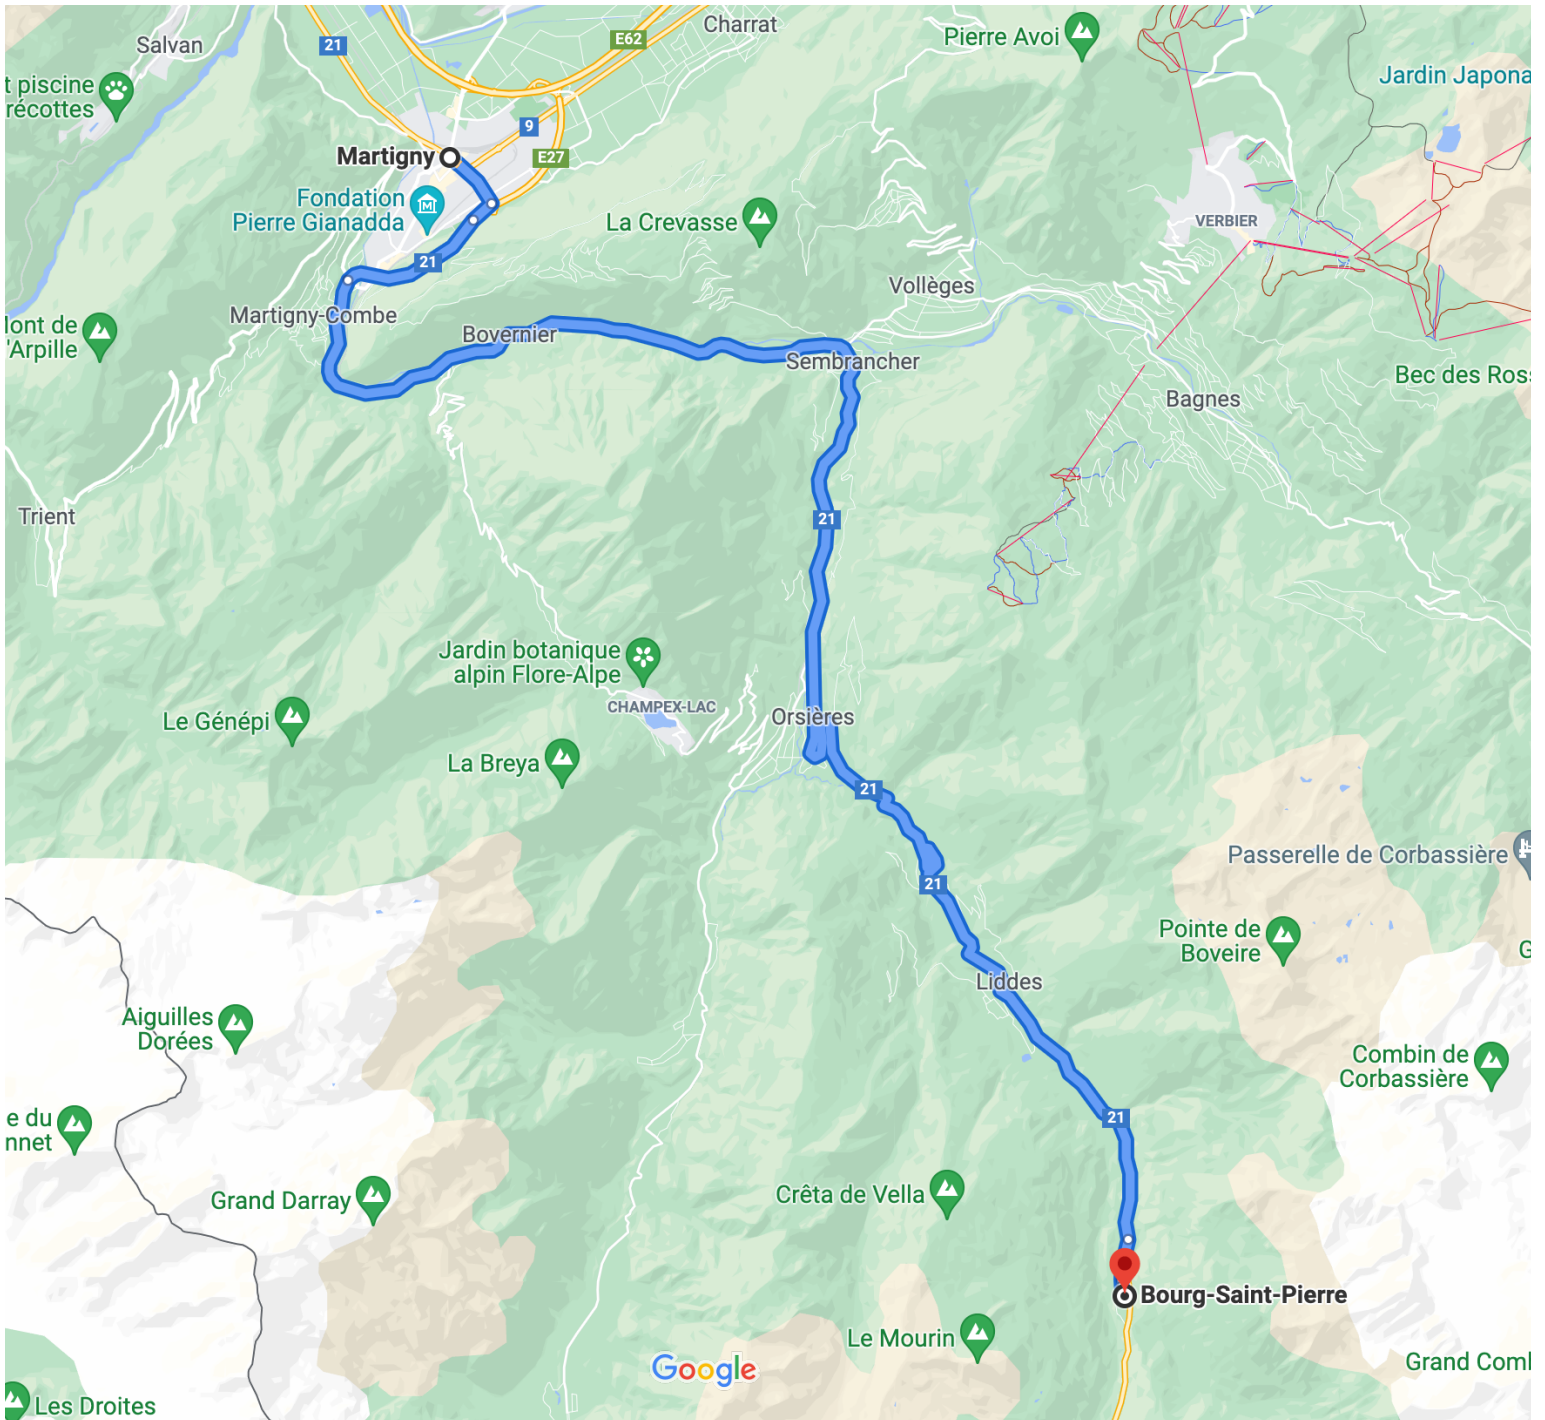 Salvan
21
E62
Charrat
Pierre Avoi
Jardin Japona
t piscine
récottes
9
E27
Martigny
Fondation
Pierre Gianadda
La Crevasse
VERBIER
21
Vollèges
Martigny-Combe
Bovernier
Sembrancher
lont de
'Arpille
Bec des Ross
Bagnes
Trient
21
Jardin botanique
alpin Flore-Alpe
CHAMPEX-LAC
Orsières
Le Génépi
La Breya
21
Passerelle de Corbassière
21
Pointe de
Boveire
G
Liddes
Aiguilles
Dorées
Combin de
Corbassière
e du
nnet
21
Grand Darray
Crêta de Vella
Bourg-Saint-Pierre
Le Mourin
Google
Grand Coml
Les Droites